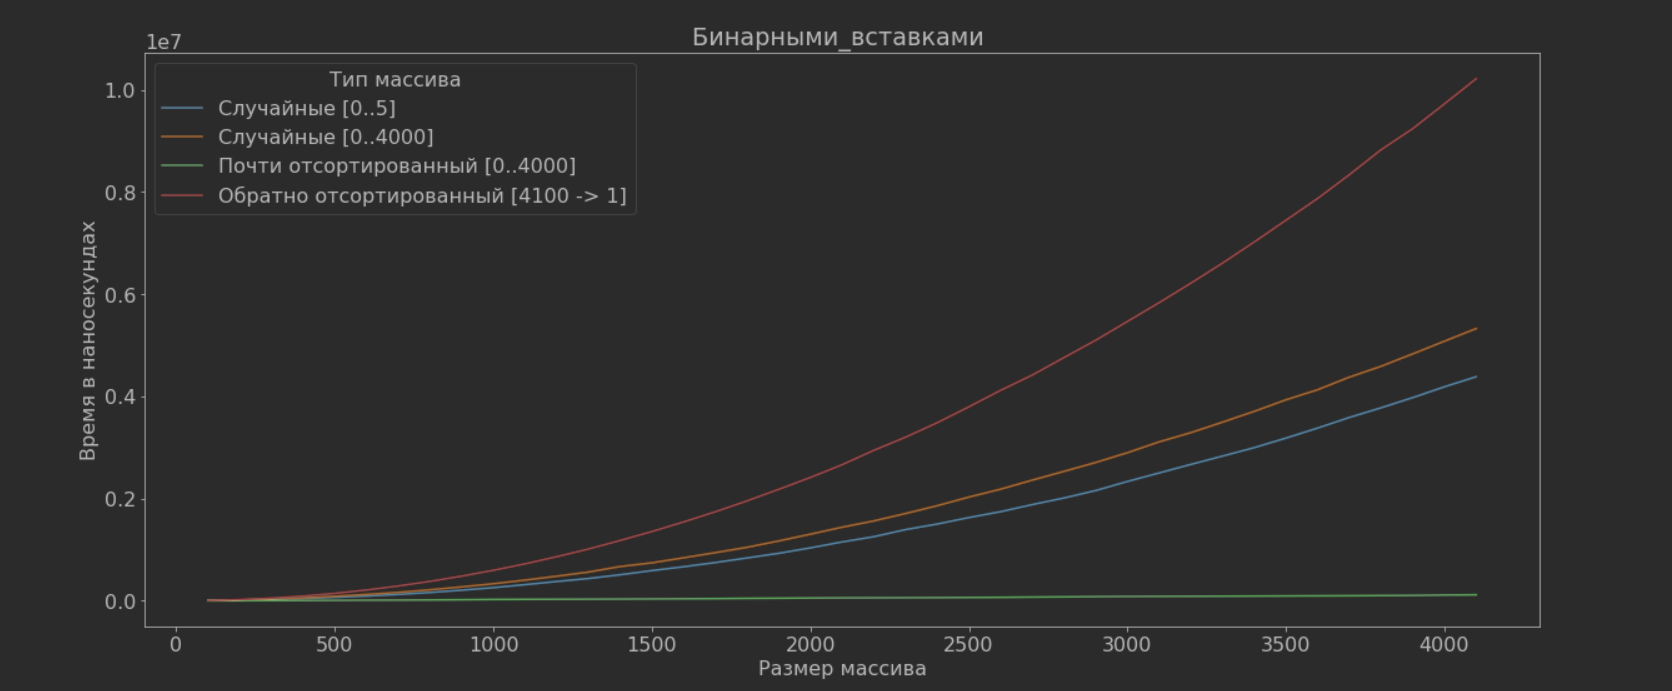 Бинарными_вставками
1e7
Тип массива
Случайные [0..5]
Случайные [0..4000]
Почти отсортированный [0..4000]
Обратно отсортированный [4100 -> 1]
Время в наносекундах
1.0
0.8
0.6
0.4
0.2
0.0
0 500 1000 1500 2000 2500 3000 3500 4000
Размер массива